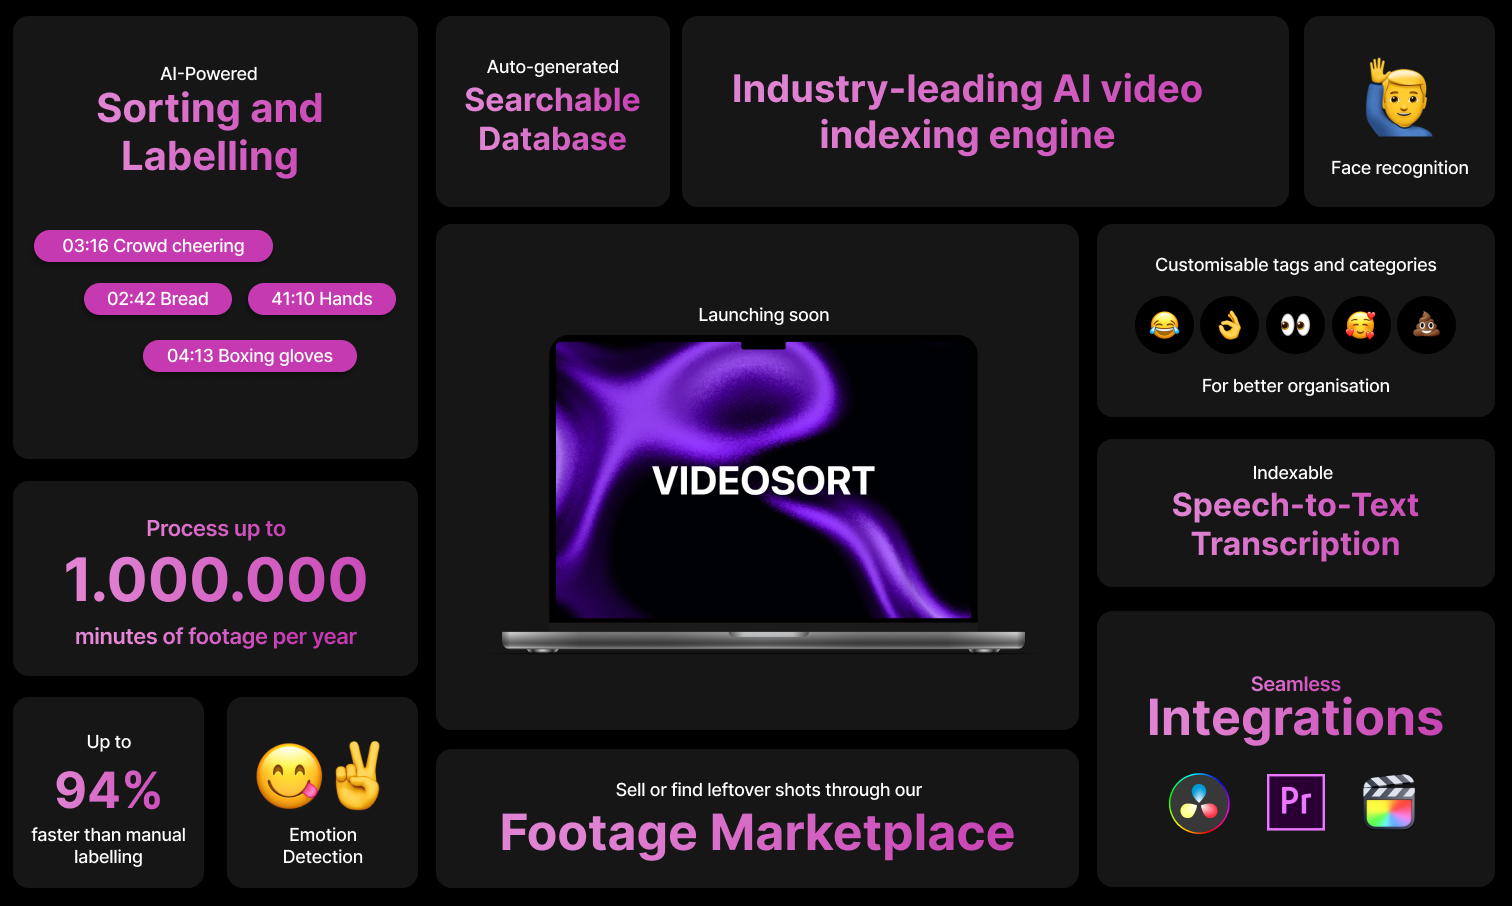 AI-Powered
Sorting and
Labelling
03:16 Crowd cheering
02:42 Bread
41:10 Hands
04:13 Boxing gloves
Process up to
1.000.000
minutes of footage per year
Up to
94%
faster than manual
labelling
Emotion
Detection
Auto-generated
Searchable
Database
Industry-leading AI video
indexing engine
Face recognition
Launching soon
VIDEOSORT
Sell or find leftover shots through our
Footage Marketplace
Customisable tags and categories
For better organisation
Indexable
Speech-to-Text
Transcription
Seamless
Integrations
Pr